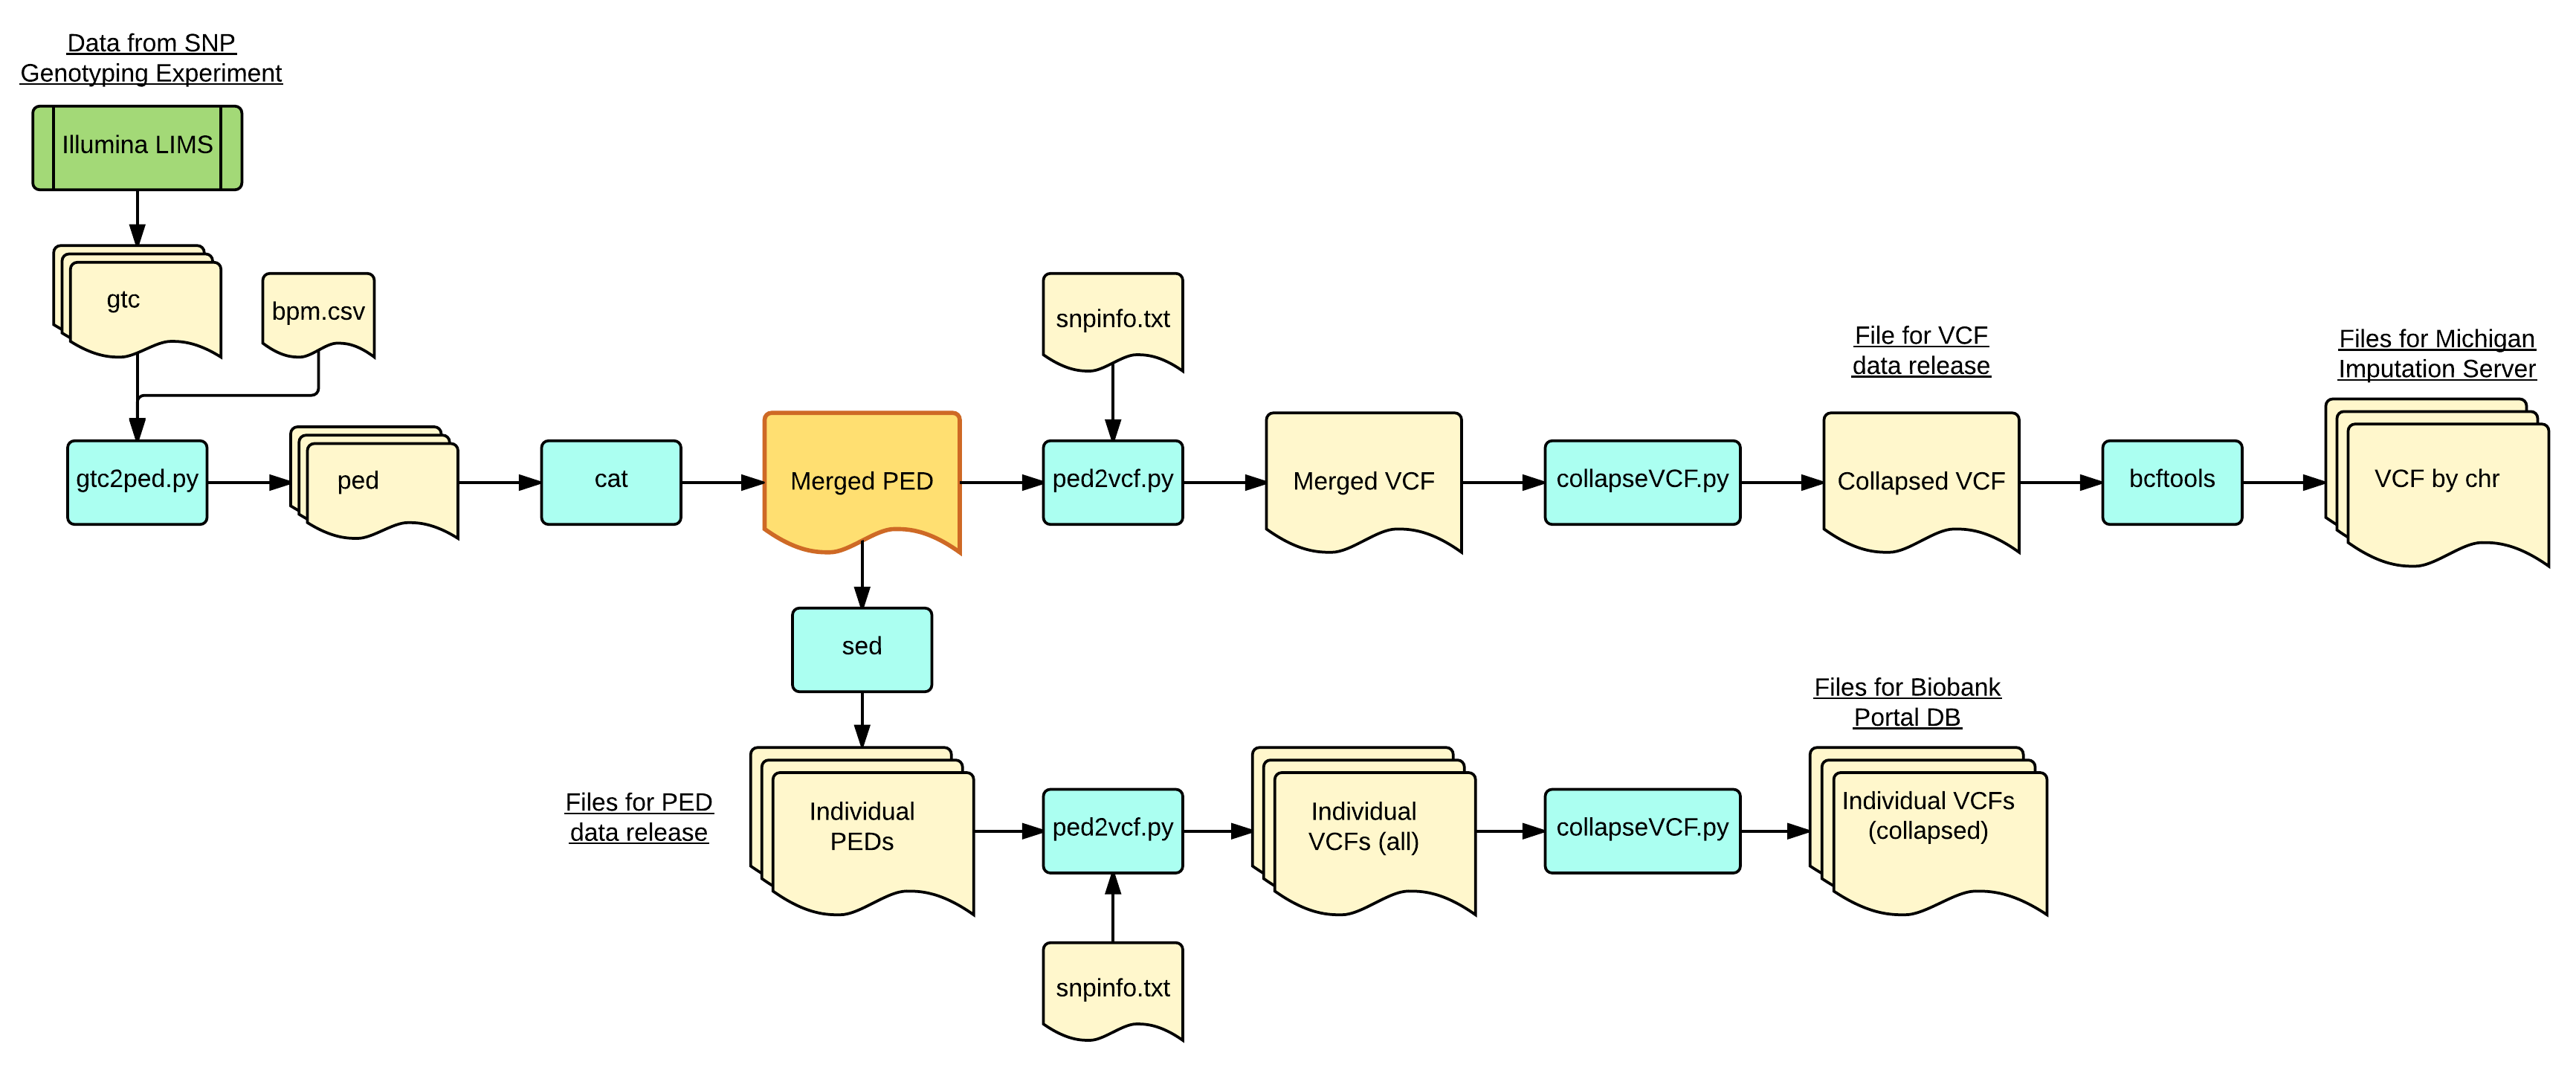 Data from SNP
Genotyping Experiment
Illumina LIMS
gtc
bpm.csv
snpinfo.txt
File for VCF
data release
Files for Michigan
Imputation Server
gtc2ped.py
ped
cat
Merged PED
ped2vcf.py
Merged VCF
collapseVCF.py
Collapsed VCF
bcftools
VCF by chr
sed
Files for Biobank
Portal DB
Files for PED
data release
Individual
PEDs
ped2vcf.py
Individual
VCFs (all)
collapseVCF.py
Individual VCFs
(collapsed)
snpinfo.txt